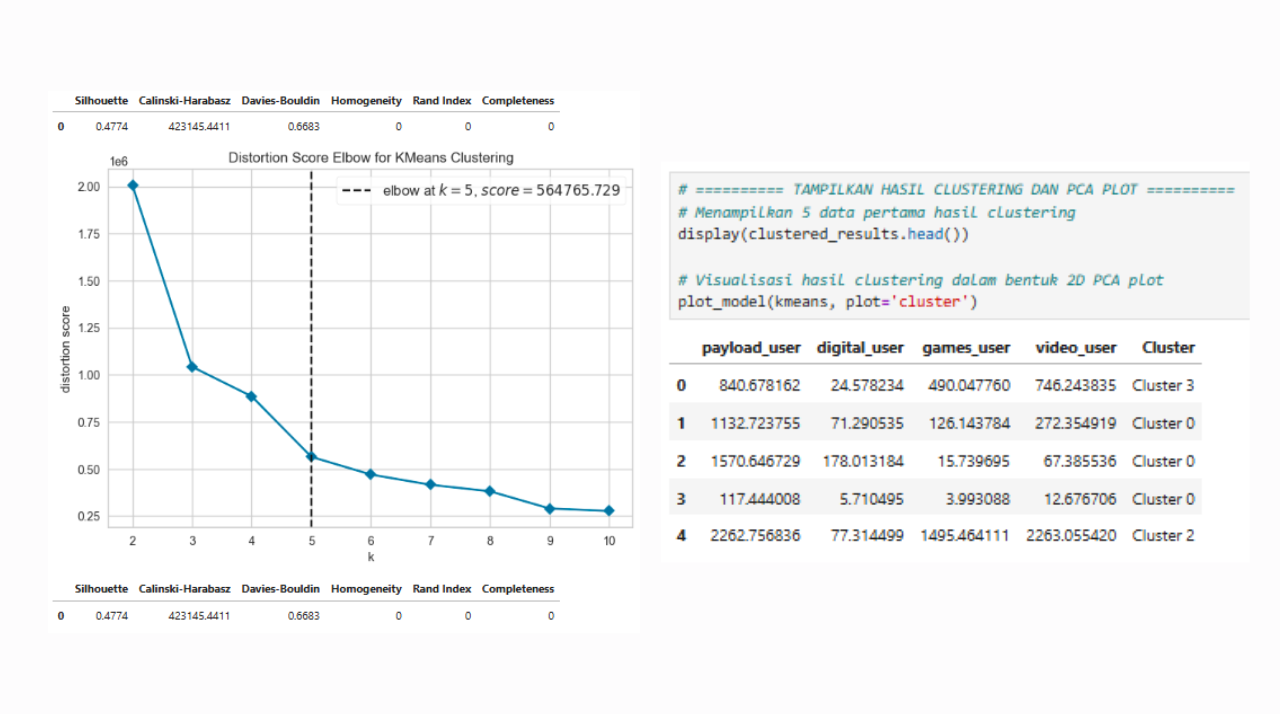 Silhouette Calinski-Harabasz Davies-Bouldin Homogeneity Rand Index Completeness
0 0.4774 423145.4411 0.6683 0 0 0
Distortion Score Elbow for KMeans Clustering
1e6
elbow at k = 5, score = 564765.729
2.00
1.75
1.50
1.25
1.00
0.75
0.50
0.25
distortion score
2 3 4 5 6 7 8 9 10
k
Silhouette Calinski-Harabasz Davies-Bouldin Homogeneity Rand Index Completeness
0 0.4774 423145.4411 0.6683 0 0 0
# ========== TAMPILKAN HASIL CLUSTERING DAN PCA PLOT ==========
# Menampilkan 5 data pertama hasil clustering
display(clustered_results.head())
# Visualisasi hasil clustering dalam bentuk 2D PCA plot
plot_model(kmeans, plot='cluster')
payload_user digital_user games_user video_user Cluster
0 840.678162 24.578234 490.047760 746.243835 Cluster 3
1 1132.723755 71.290535 126.143784 272.354919 Cluster 0
2 1570.646729 178.013184 15.739695 67.385536 Cluster 0
3 117.444008 5.710495 3.993088 12.676706 Cluster 0
4 2262.756836 77.314499 1495.464111 2263.055420 Cluster 2